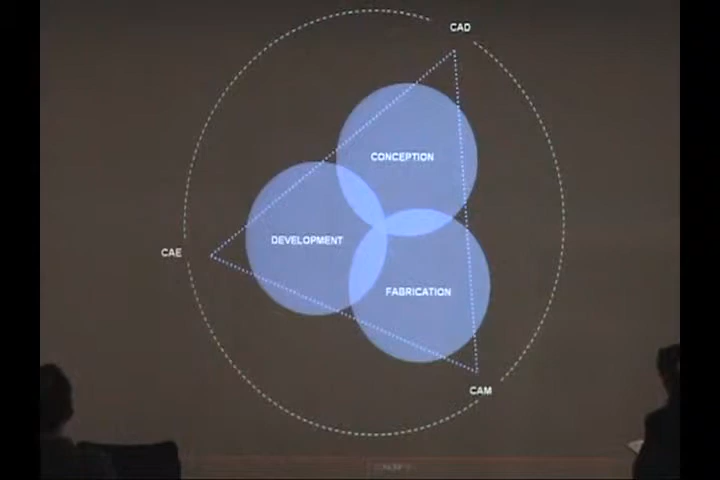 CAD
CONCEPTION
DEVELOPMENT
CAE
FABRICATION
CAM